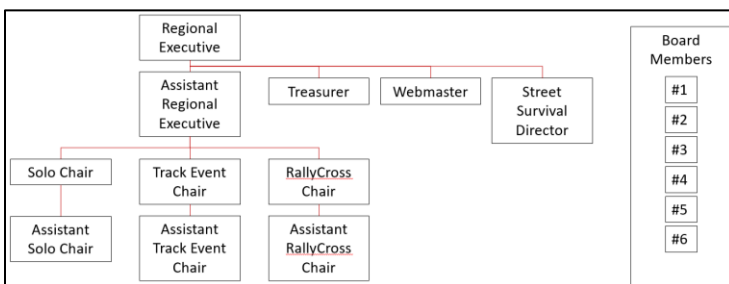 Regional
Executive
Assistant
Regional
Executive
Treasurer
Webmaster
Street
Survival
Director
Solo Chair
Track Event
Chair
RallyCross
Chair
Assistant
Solo Chair
Assistant
Track Event
Chair
Assistant
RallyCross
Chair
Board
Members
#1
#2
#3
#4
#5
#6